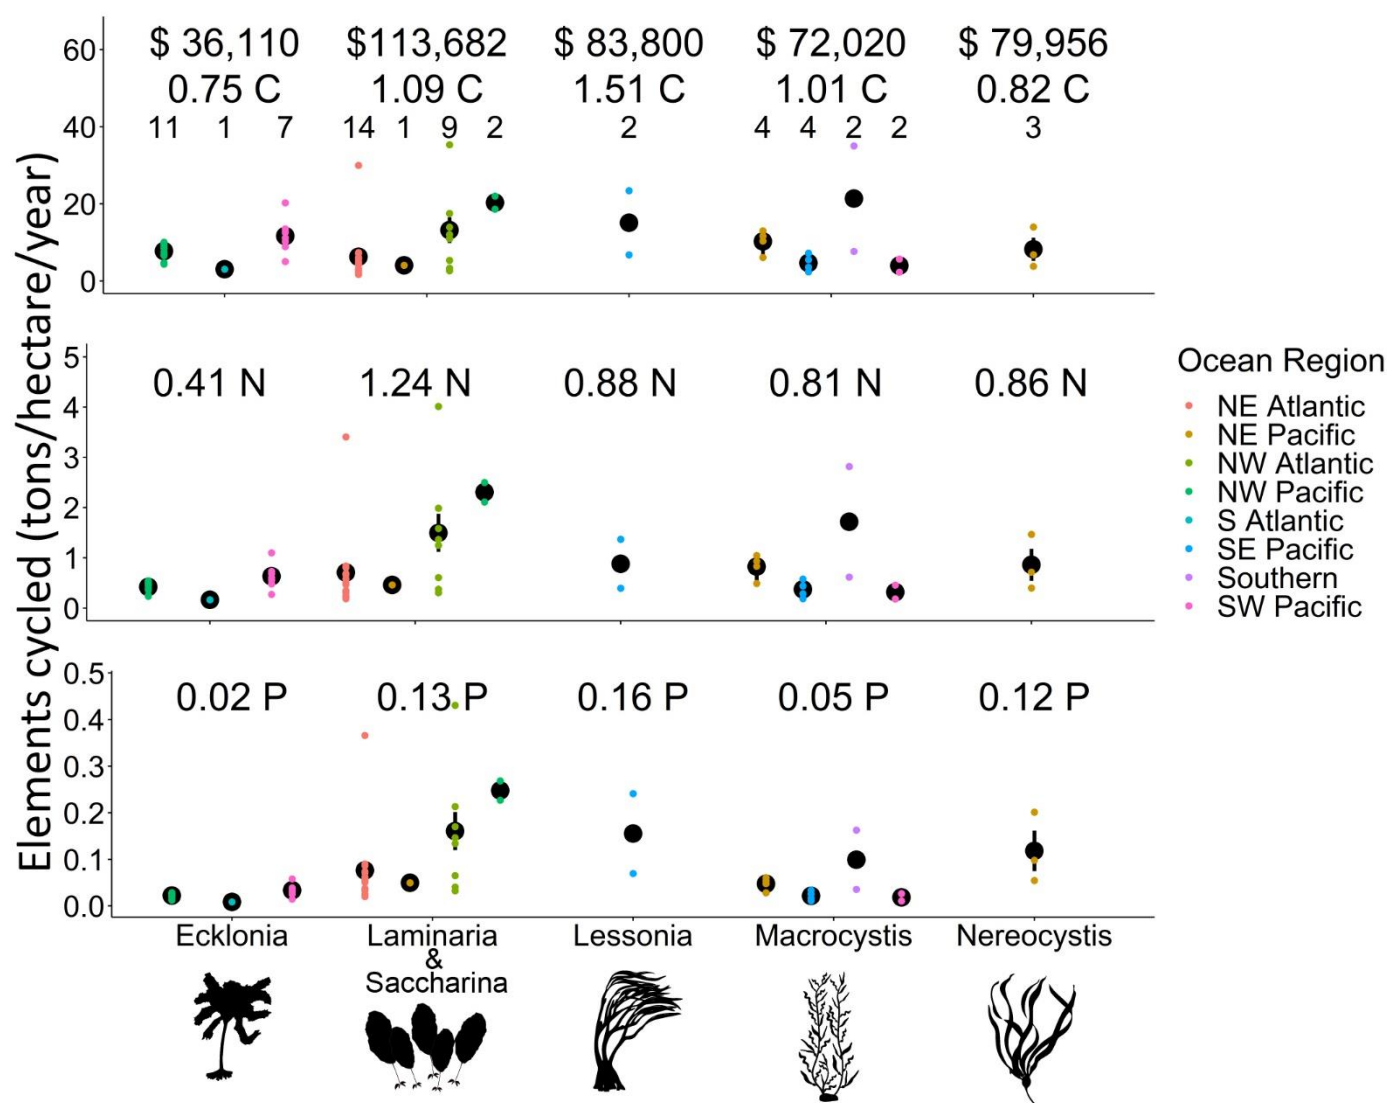 Elements cycled (tons/hectare/year)
60
40
20
0
$ 36,110 $113,682 $ 83,800 $ 72,020 $ 79,956
0.75 C 1.09 C 1.51 C 1.01 C 0.82 C
11 1 7 14 1 9 2 2 4 4 2 2 3
5
4
3
2
1
0
0.41 N 1.24 N 0.88 N 0.81 N 0.86 N
0.5
0.4
0.3
0.2
0.1
0.0
0.02 P 0.13 P 0.16 P 0.05 P 0.12 P
Ecklonia Laminaria Lessonia Macrocystis Nereocystis
&
Saccharina
Ocean Region
NE Atlantic
NE Pacific
NW Atlantic
NW Pacific
S Atlantic
SE Pacific
Southern
SW Pacific